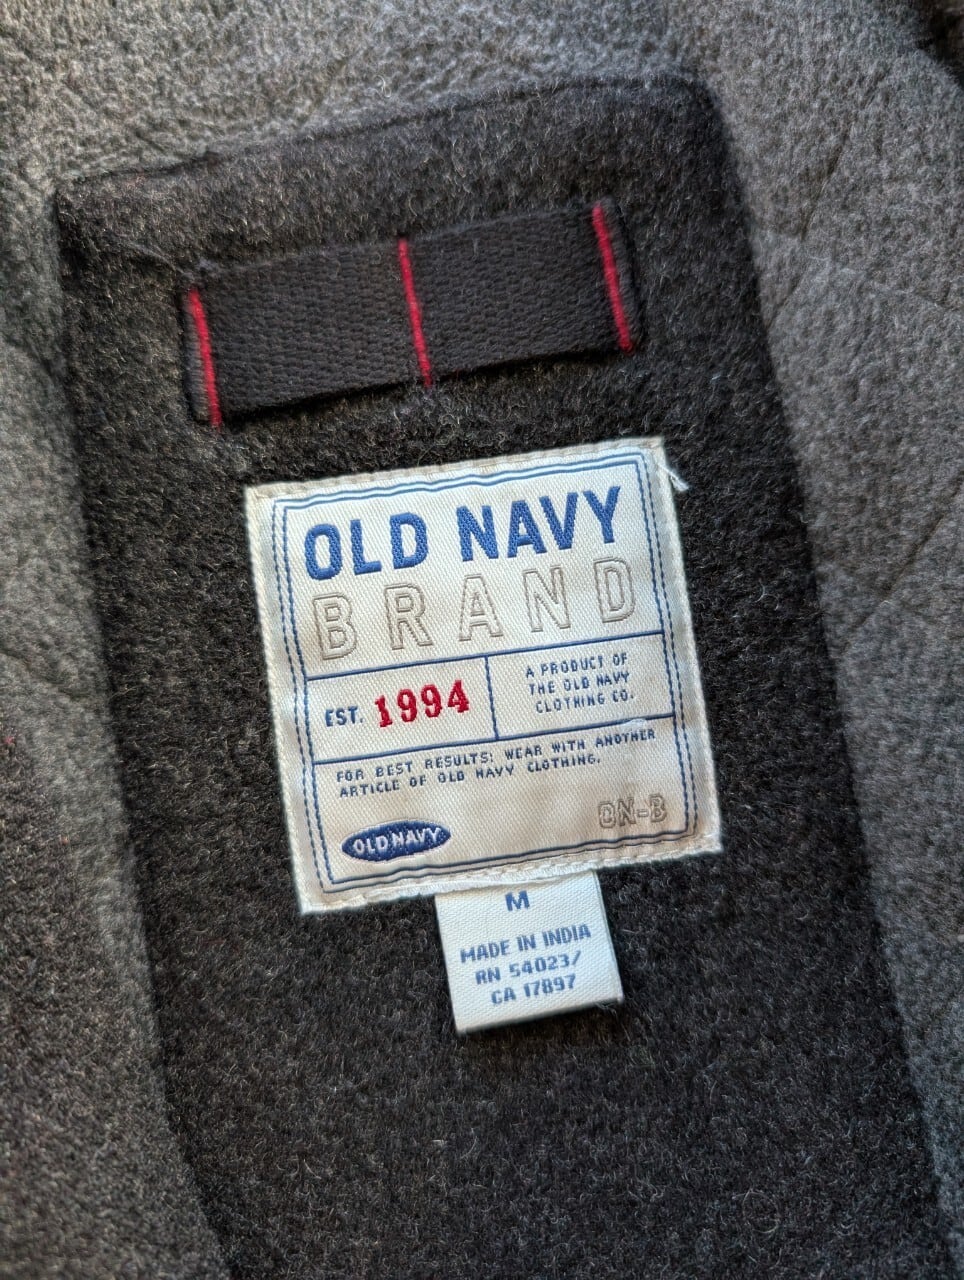 OLD NAVY
BRAND
EST. 1994
A PRODUCT OF
THE OLD NAVY
CLOTHING CO.
FOR BEST RESULTS: WEAR WITH ANOTHER
ARTICLE OF OLD NAVY CLOTHING.
ON-B
OLD NAVY
M
MADE IN INDIA
RN 54023/
CA 17897